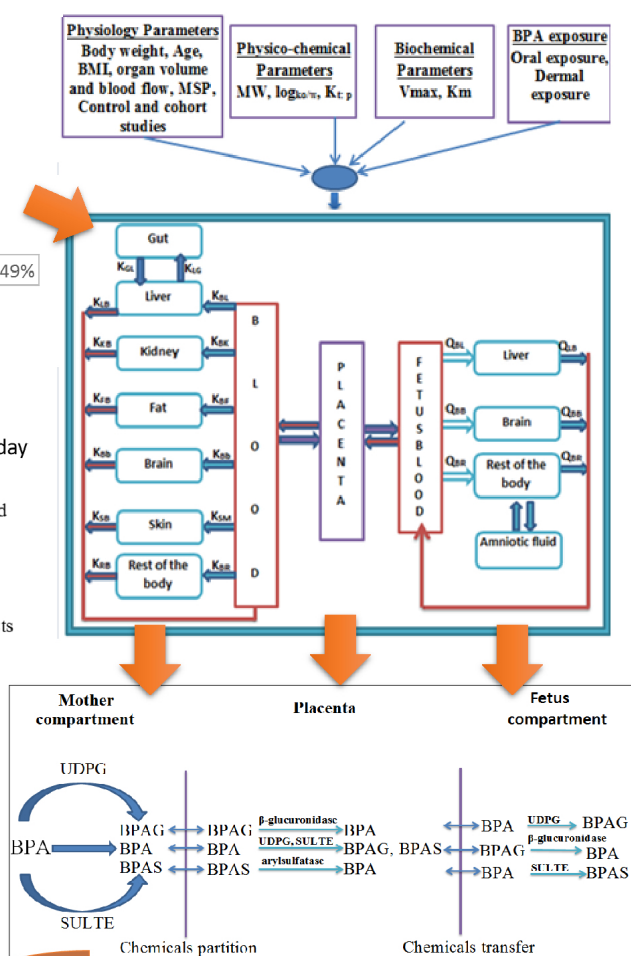 Physiology Parameters
Body weight, Age,
BMI, organ volume
and blood flow, MSP,
Control and cohort
studies
Physico-chemical
Parameters
MW, logko/w, Kt: p
Biochemical
Parameters
Vmax, Km
BPA exposure
Oral exposure,
Dermal
exposure
49%
day
d
ts
Gut
KGL
KLG
KLB
Liver
KBL
KKB
Kidney
KBK
KFB
Fat
KBF
KBb
Brain
KBb
KSB
Skin
KSM
KRB
Rest of the
body
KBR
BLOOD
PLACENTA
FETUSBLOOD
QBL
Liver
QLB
QBB
Brain
QBB
QBR
Rest of the
body
QBR
Amniotic fluid
Mother
compartment
Placenta
Fetus
compartment
UDPG
BPA
BPAG
BPA
BPAS
SULTE
BPAG β-glucuronidase BPA
BPA UDPG, SULTE BPAG, BPAS
BPAS arylsulfatase BPA
BPA UDPG BPAG
BPAG β-glucuronidase BPA
BPA SULTE BPAS
Chemicals partition
Chemicals transfer